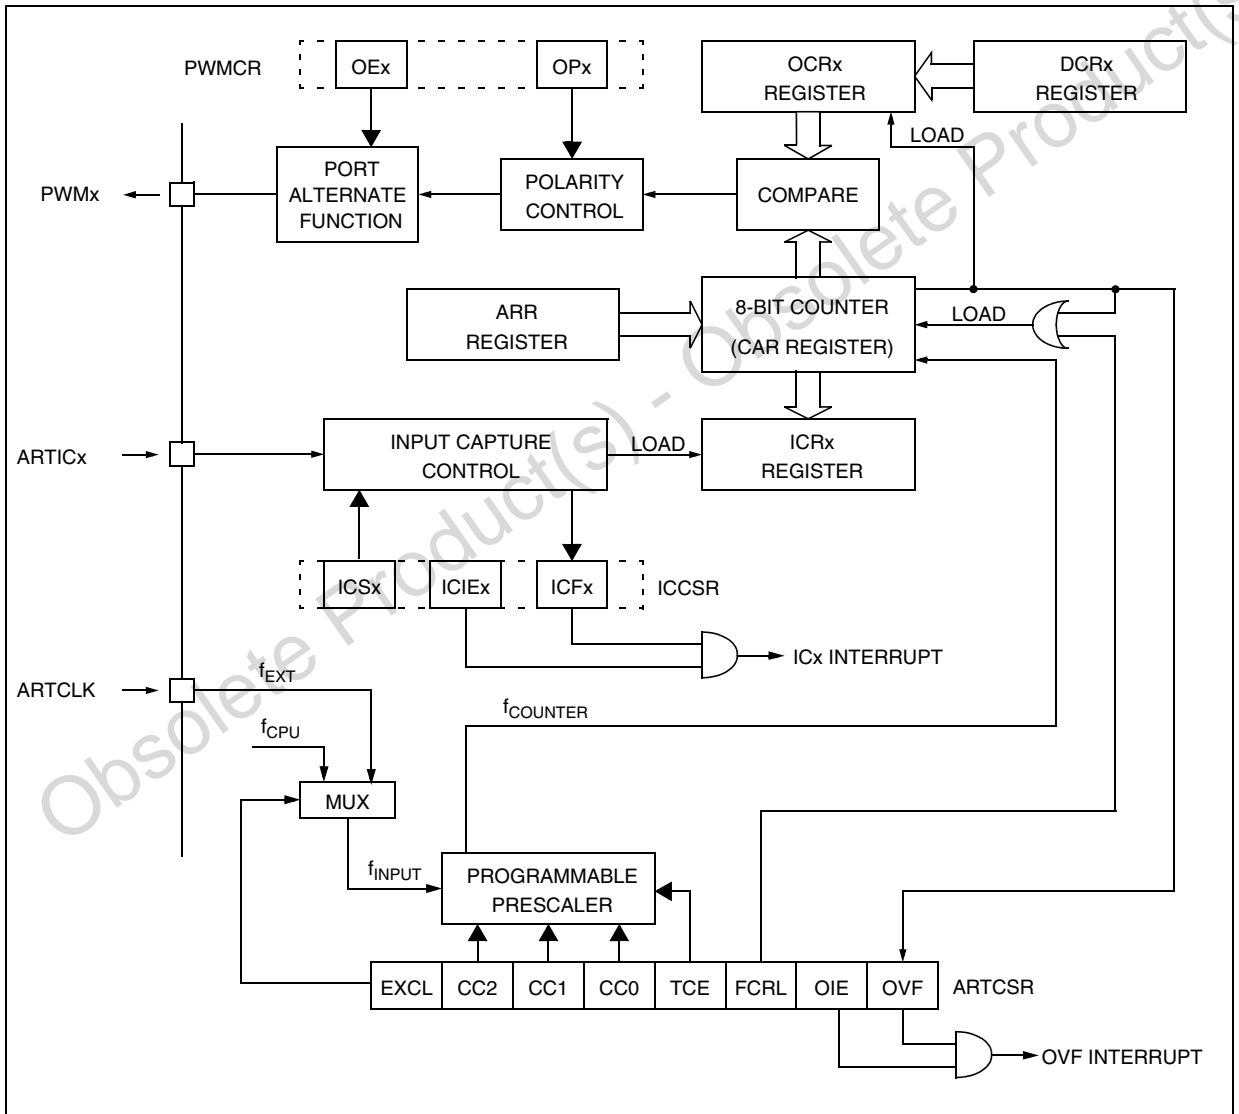 PWMCR
OEx
OPx
OCRx
REGISTER
DCRx
REGISTER
LOAD
PWMx
PORT
ALTERNATE
FUNCTION
POLARITY
CONTROL
COMPARE
ARR
REGISTER
8-BIT COUNTER
(CAR REGISTER)
LOAD
ARTICx
INPUT CAPTURE
CONTROL
LOAD
ICRx
REGISTER
ICSx
ICIEx
ICFx
ICCSR
ICx INTERRUPT
ARTCLK
fEXT
fCPU
fCOUNTER
MUX
fINPUT
PROGRAMMABLE
PRESCALER
EXCL
CC2
CC1
CC0
TCE
FCRL
OIE
OVF
ARTCSR
OVF INTERRUPT
Obsolete Product(s) - Obsolete Product(s